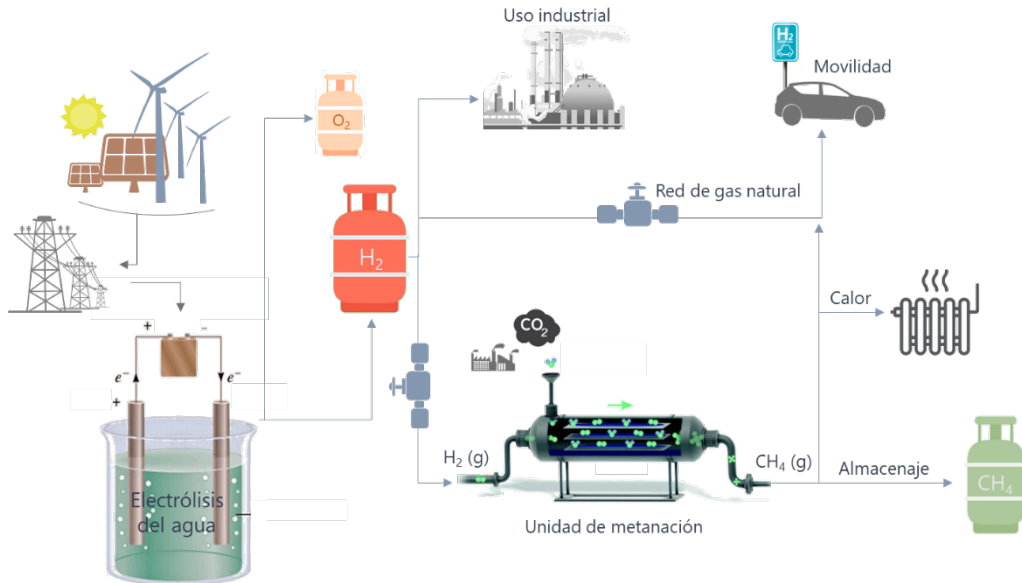 Uso industrial
H₂
Movilidad
O₂
Red de gas natural
H₂
Calor
+
-
CO₂
e⁻
e⁻
+
H₂ (g)
CH₄ (g)
Almacenaje
CH₄
Electrólisis
del agua
Unidad de metanación